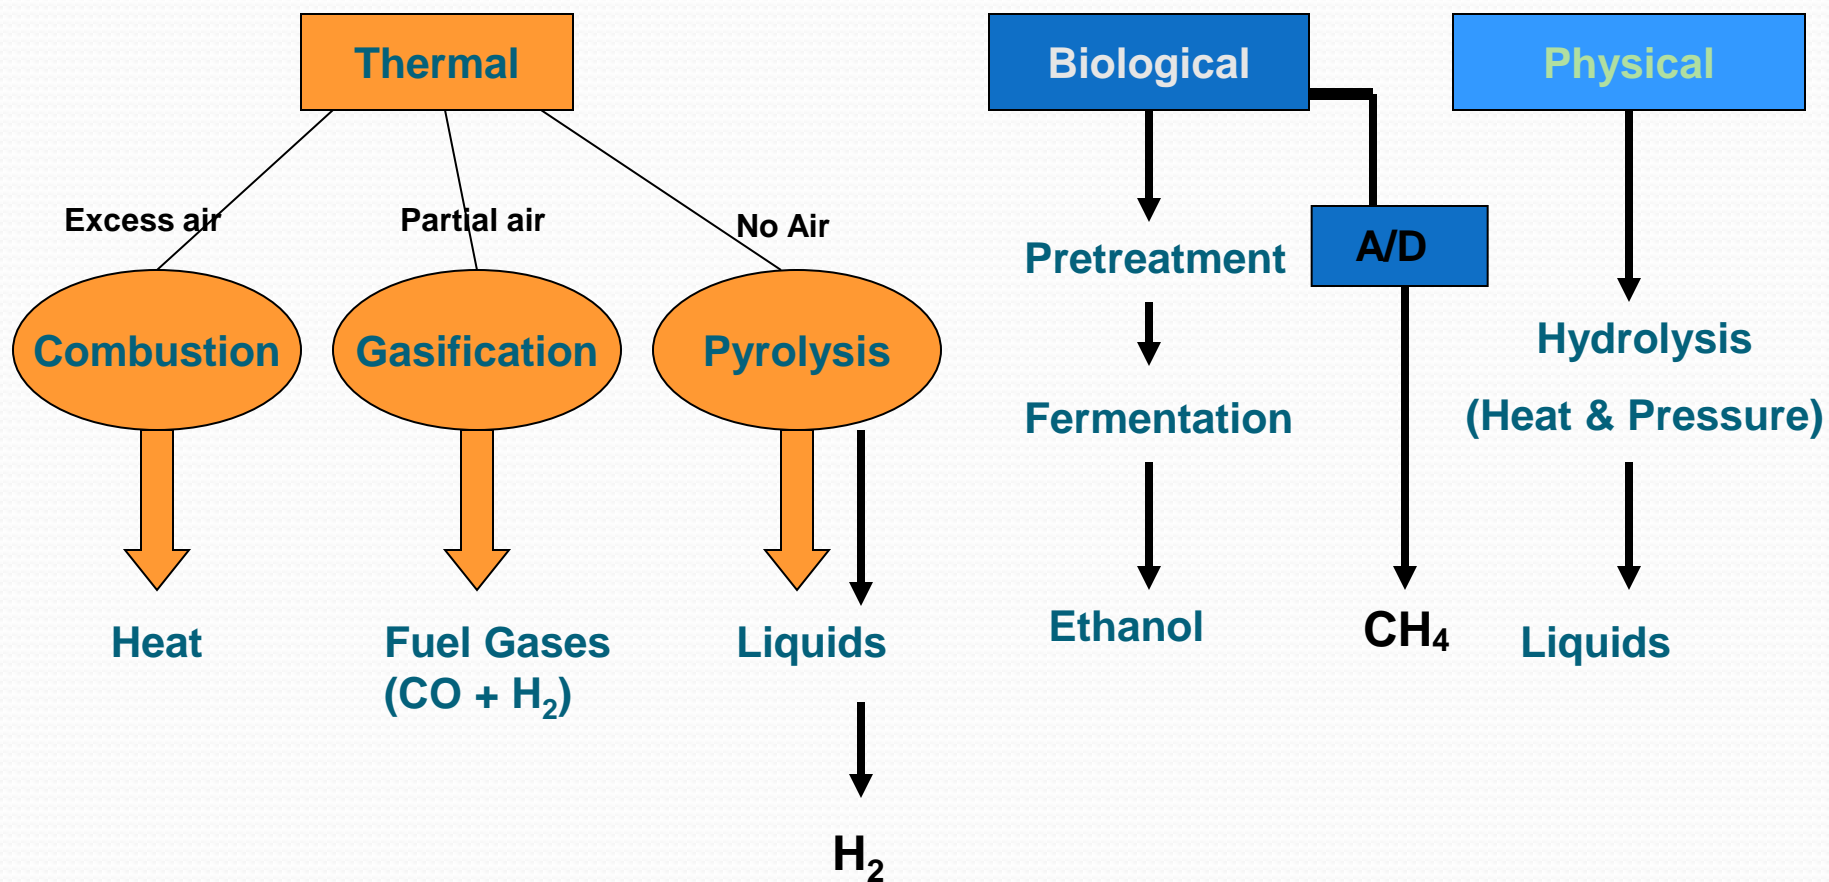 Thermal
Biological
Physical
Excess air
Partial air
No Air
Pretreatment
A/D
Combustion
Gasification
Pyrolysis
Hydrolysis
Fermentation
(Heat & Pressure)
Heat
Fuel Gases
(CO + H₂)
Liquids
Ethanol
CH₄
Liquids
H₂